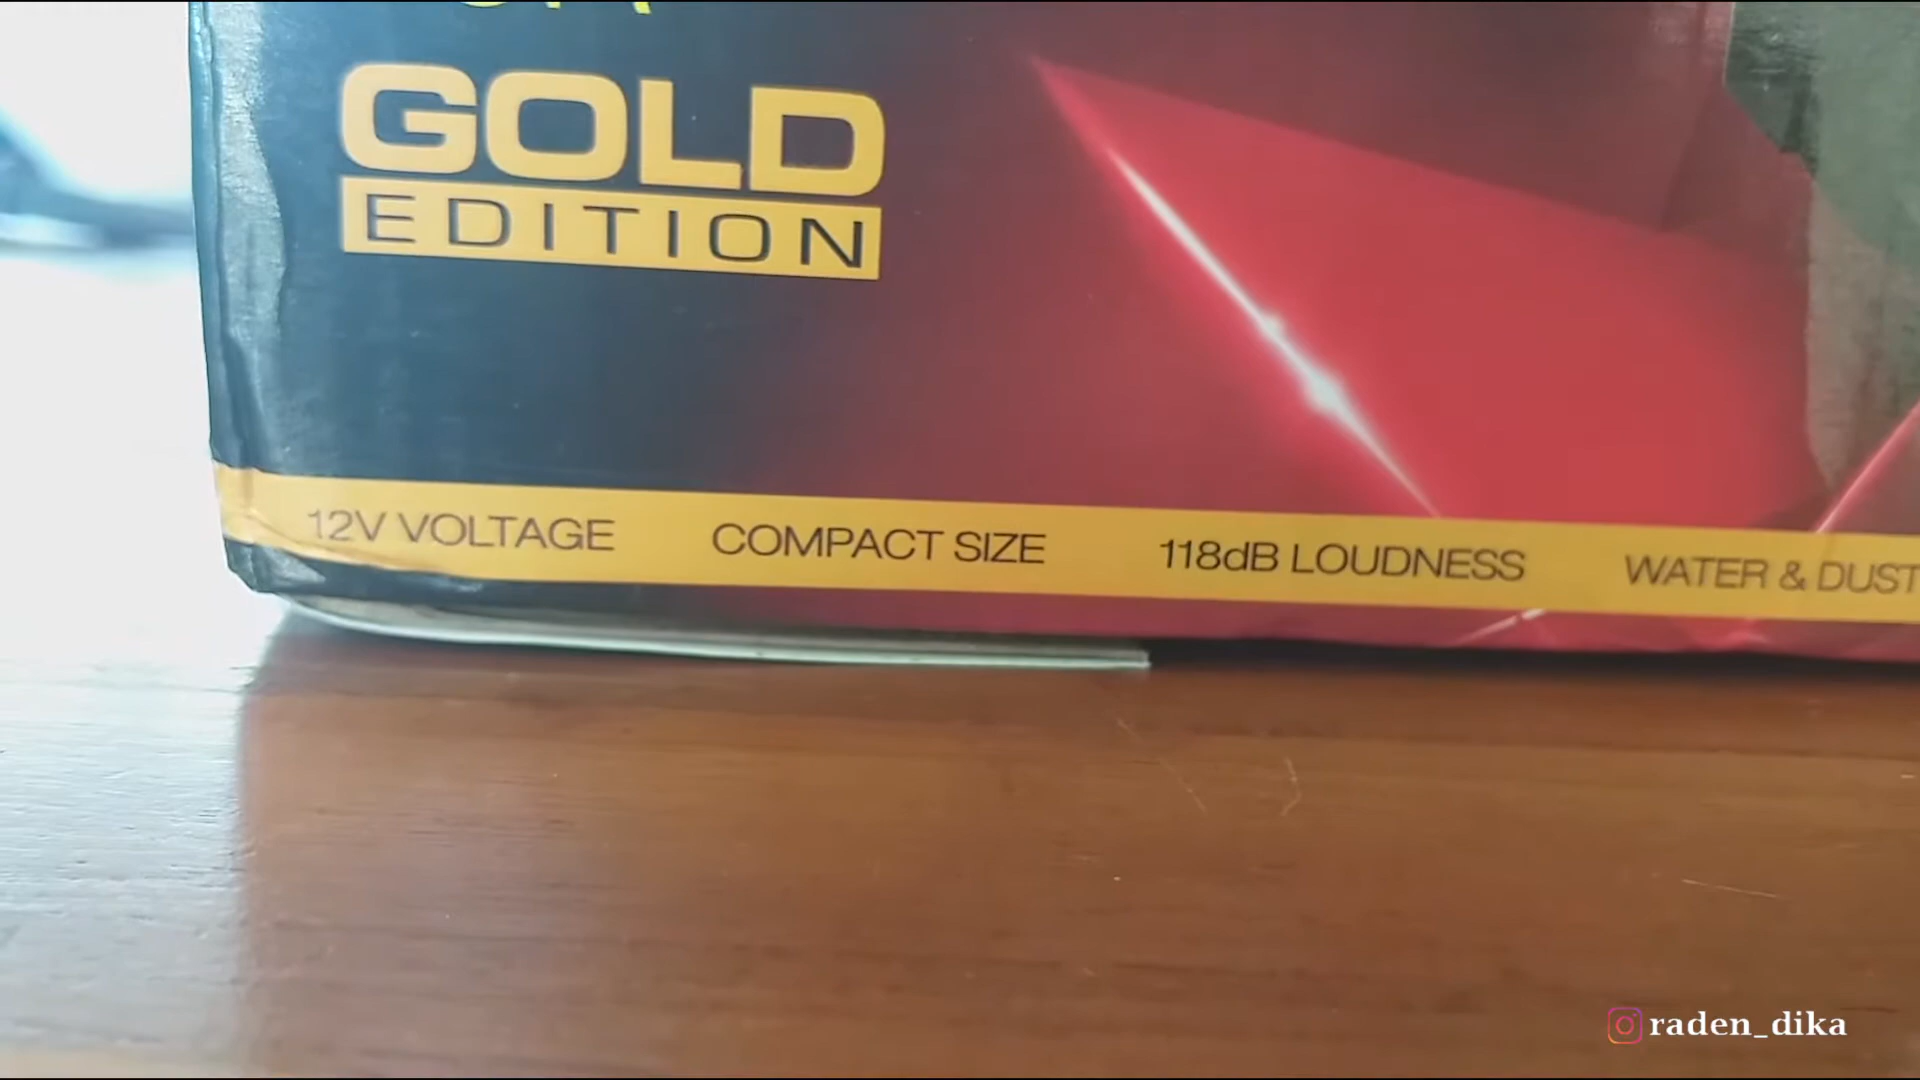 GOLD
EDITION
12V VOLTAGE COMPACT SIZE 118dB LOUDNESS WATER & DUST
raden_dika